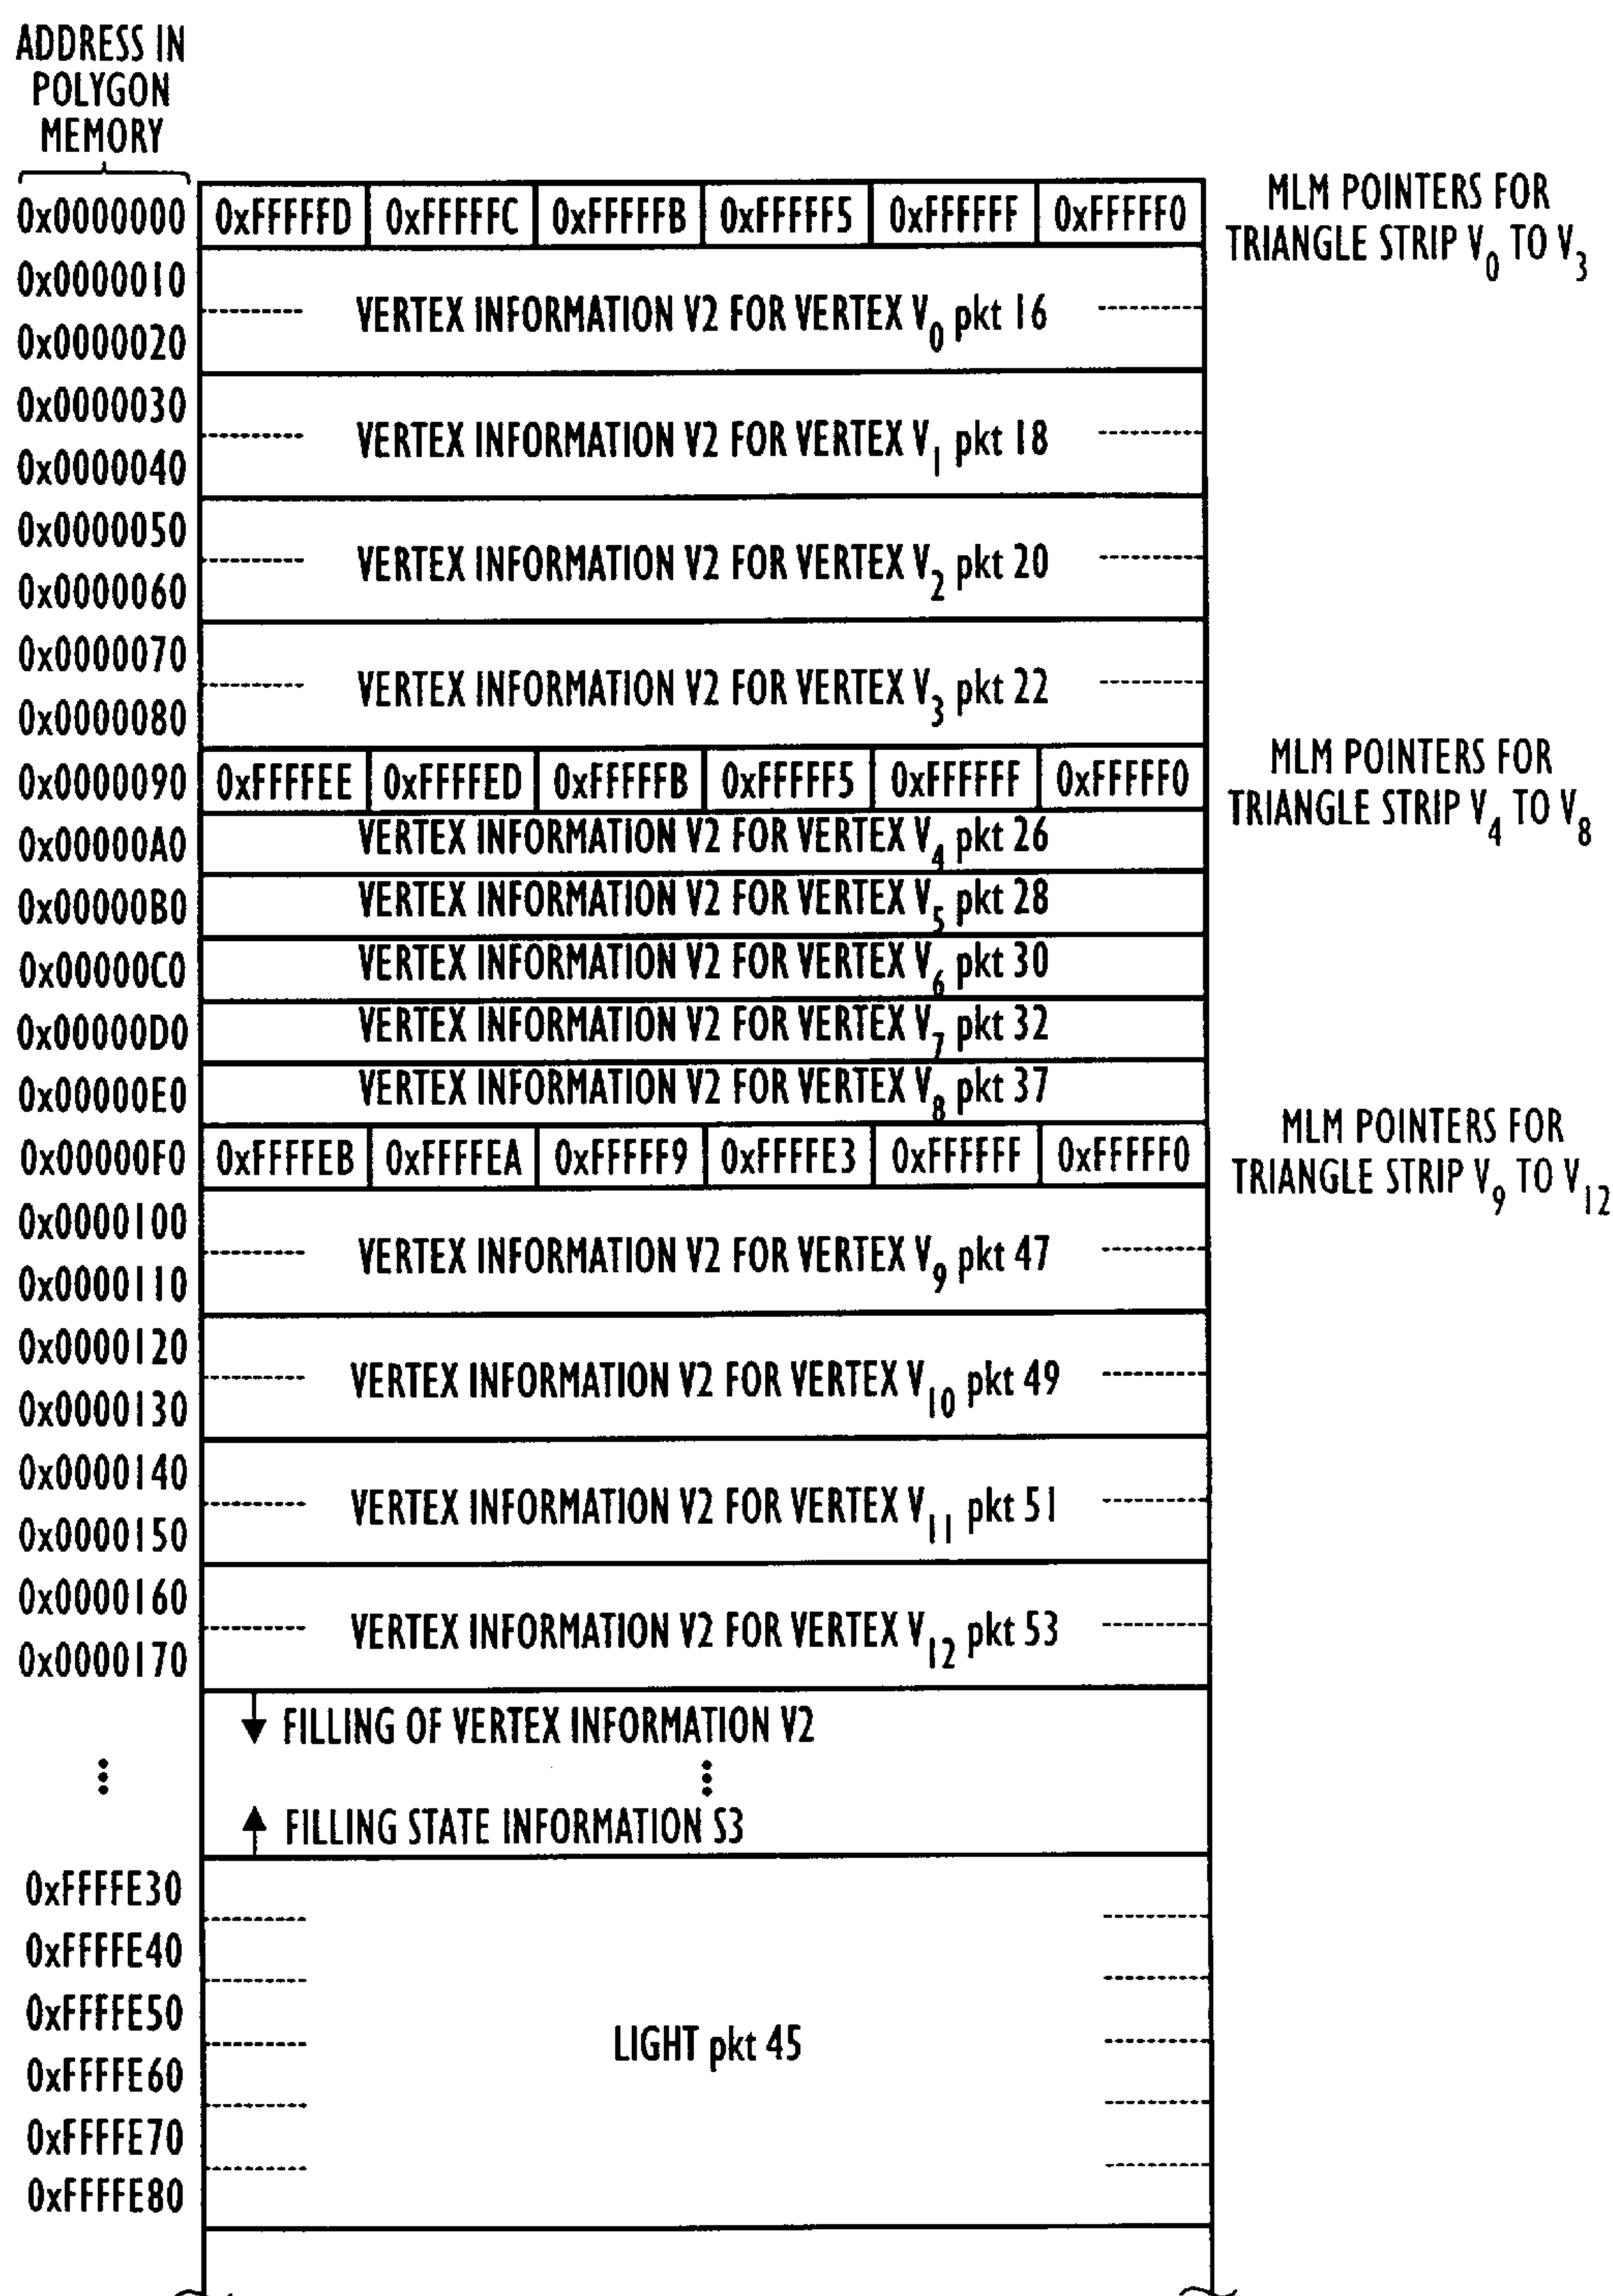 ADDRESS IN
POLYGON
MEMORY
MLM POINTERS FOR
TRIANGLE STRIP V0 TO V3
0x0000000 0xFFFFFD 0xFFFFFC 0xFFFFFB 0xFFFFF5 0xFFFFFF 0xFFFFF0
0x0000010
VERTEX INFORMATION V2 FOR VERTEX V0 pkt 16
0x0000020
0x0000030
VERTEX INFORMATION V2 FOR VERTEX V1 pkt 18
0x0000040
0x0000050
VERTEX INFORMATION V2 FOR VERTEX V2 pkt 20
0x0000060
0x0000070
VERTEX INFORMATION V2 FOR VERTEX V3 pkt 22
0x0000080
MLM POINTERS FOR
TRIANGLE STRIP V4 TO V8
0x0000090 0xFFFFEE 0xFFFFED 0xFFFFFB 0xFFFFF5 0xFFFFFF 0xFFFFF0
0x00000A0 VERTEX INFORMATION V2 FOR VERTEX V4 pkt 26
0x00000B0 VERTEX INFORMATION V2 FOR VERTEX V5 pkt 28
0x00000C0 VERTEX INFORMATION V2 FOR VERTEX V6 pkt 30
0x00000D0 VERTEX INFORMATION V2 FOR VERTEX V7 pkt 32
0x00000E0 VERTEX INFORMATION V2 FOR VERTEX V8 pkt 37
MLM POINTERS FOR
TRIANGLE STRIP V9 TO V12
0x00000F0 0xFFFFEB 0xFFFFEA 0xFFFFF9 0xFFFFE3 0xFFFFFF 0xFFFFF0
0x0000100
VERTEX INFORMATION V2 FOR VERTEX V9 pkt 47
0x0000110
0x0000120
VERTEX INFORMATION V2 FOR VERTEX V10 pkt 49
0x0000130
0x0000140
VERTEX INFORMATION V2 FOR VERTEX V11 pkt 51
0x0000150
0x0000160
VERTEX INFORMATION V2 FOR VERTEX V12 pkt 53
0x0000170
FILLING OF VERTEX INFORMATION V2
FILLING STATE INFORMATION S3
0xFFFFE30
0xFFFFE40
0xFFFFE50
LIGHT pkt 45
0xFFFFE60
0xFFFFE70
0xFFFFE80